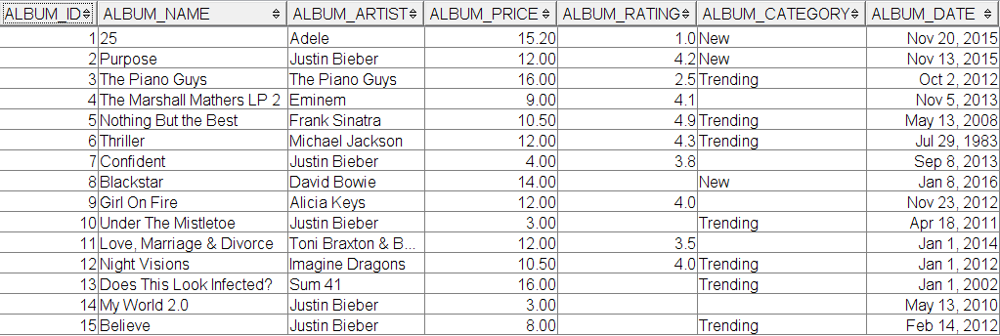 ALBUM_ID ALBUM_NAME ALBUM_ARTIST ALBUM_PRICE ALBUM_RATING ALBUM_CATEGORY ALBUM_DATE
1 25 Adele 15.20 1.0 New Nov 20, 2015
2 Purpose Justin Bieber 12.00 4.2 New Nov 13, 2015
3 The Piano Guys The Piano Guys 16.00 2.5 Trending Oct 2, 2012
4 The Marshall Mathers LP 2 Eminem 9.00 4.1 Nov 5, 2013
5 Nothing But the Best Frank Sinatra 10.50 4.9 Trending May 13, 2008
6 Thriller Michael Jackson 12.00 4.3 Trending Jul 29, 1983
7 Confident Justin Bieber 4.00 3.8 Sep 8, 2013
8 Blackstar David Bowie 14.00 New Jan 8, 2016
9 Girl On Fire Alicia Keys 12.00 4.0 Nov 23, 2012
10 Under The Mistletoe Justin Bieber 3.00 Trending Apr 18, 2011
11 Love, Marriage & Divorce Toni Braxton & B... 12.00 3.5 Jan 1, 2014
12 Night Visions Imagine Dragons 10.50 4.0 Trending Jan 1, 2012
13 Does This Look Infected? Sum 41 16.00 Trending Jan 1, 2002
14 My World 2.0 Justin Bieber 3.00 May 13, 2010
15 Believe Justin Bieber 8.00 Trending Feb 14, 2012